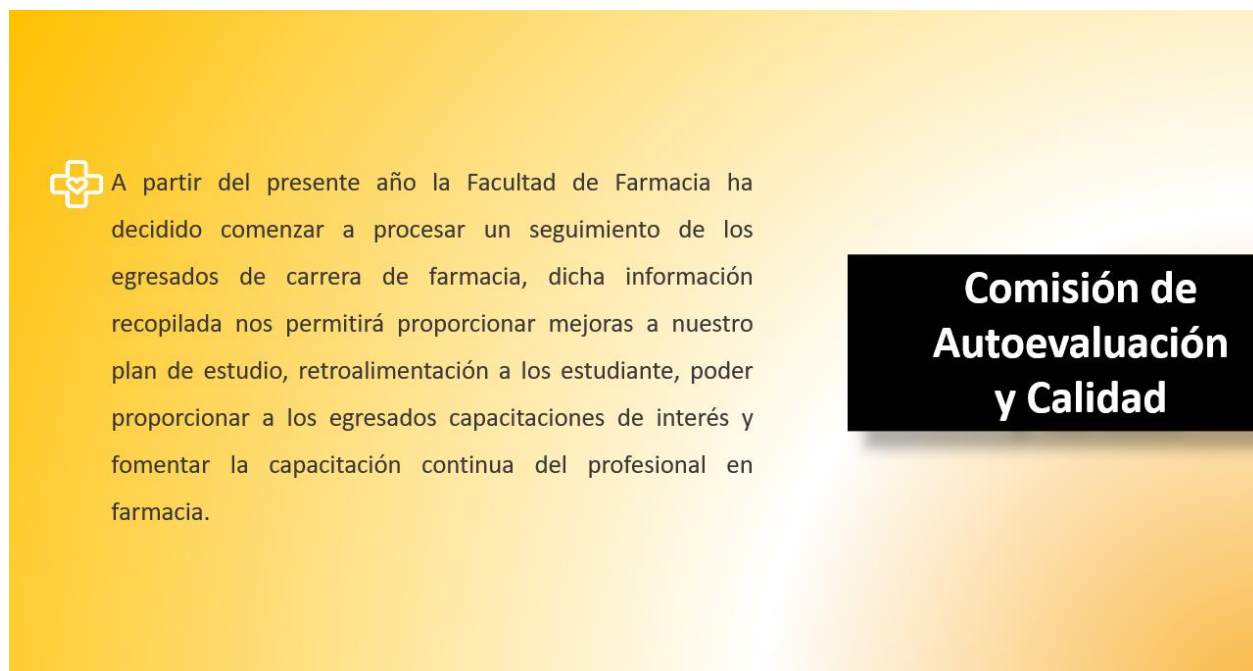 A partir del presente año la Facultad de Farmacia ha
decidido comenzar a procesar un seguimiento de los
egresados de carrera de farmacia, dicha información
recopilada nos permitirá proporcionar mejoras a nuestro
plan de estudio, retroalimentación a los estudiante, poder
proporcionar a los egresados capacitaciones de interés y
fomentar la capacitación continua del profesional en
farmacia.
Comisión de
Autoevaluación
y Calidad